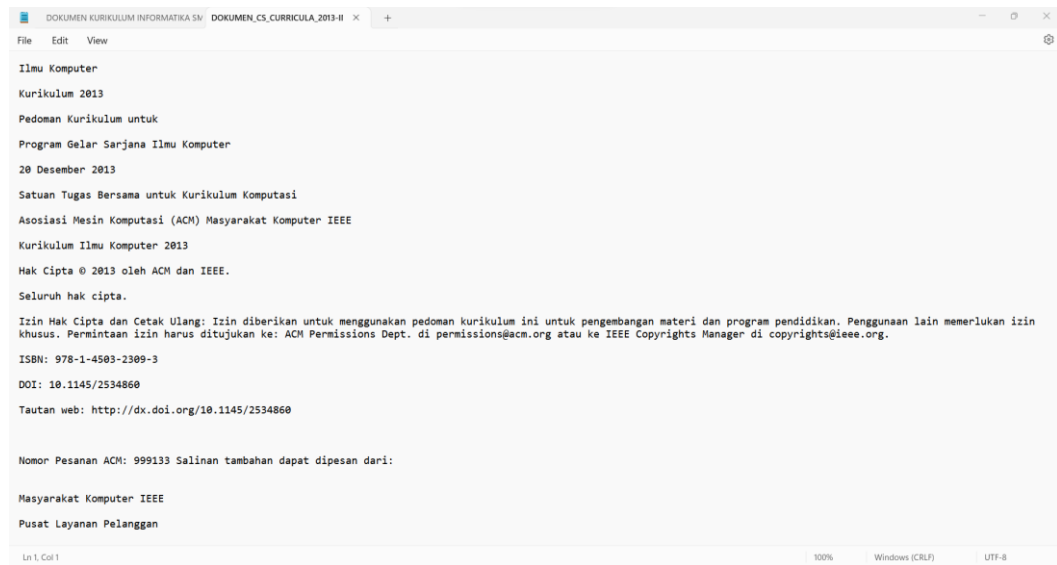 DOKUMEN KURIKULUM INFORMATIKA SM DOKUMEN_CS_CURRICULA_2013-II × +
File Edit View
Ilmu Komputer
Kurikulum 2013
Pedoman Kurikulum untuk
Program Gelar Sarjana Ilmu Komputer
20 Desember 2013
Satuan Tugas Bersama untuk Kurikulum Komputasi
Asosiasi Mesin Komputasi (ACM) Masyarakat Komputer IEEE
Kurikulum Ilmu Komputer 2013
Hak Cipta © 2013 oleh ACM dan IEEE.
Seluruh hak cipta.
Izin Hak Cipta dan Cetak Ulang: Izin diberikan untuk menggunakan pedoman kurikulum ini untuk pengembangan materi dan program pendidikan. Penggunaan lain memerlukan izin
khusus. Permintaan izin harus ditujukan ke: ACM Permissions Dept. di permissions@acm.org atau ke IEEE Copyrights Manager di copyrights@ieee.org.
ISBN: 978-1-4503-2309-3
DOI: 10.1145/2534860
Tautan web: http://dx.doi.org/10.1145/2534860
Nomor Pesanan ACM: 999133 Salinan tambahan dapat dipesan dari:
Masyarakat Komputer IEEE
Pusat Layanan Pelanggan
Ln 1, Col 1 100% Windows (CRLF) UTF-8